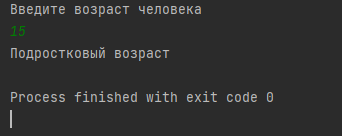 Введите возраст человека
15
Подростковый возраст
Process finished with exit code 0